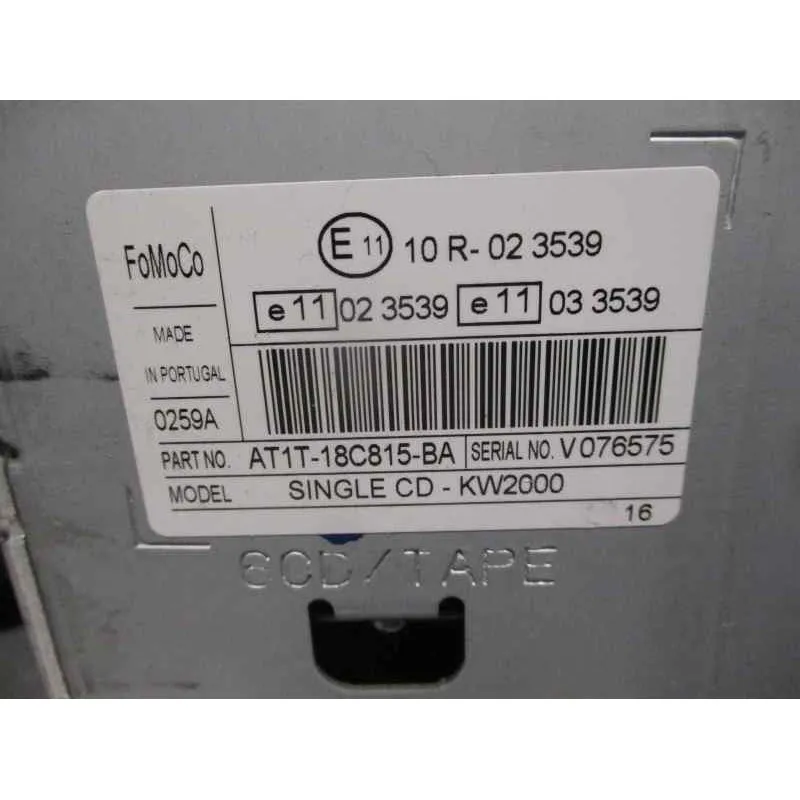 FoMoCo
E 11 10 R- 02 3539
e 11 02 3539 e 11 03 3539
MADE
IN PORTUGAL
0259A
PART NO. AT1T-18C815-BA SERIAL NO. V076575
MODEL SINGLE CD - KW2000
16
6CD/TAPE